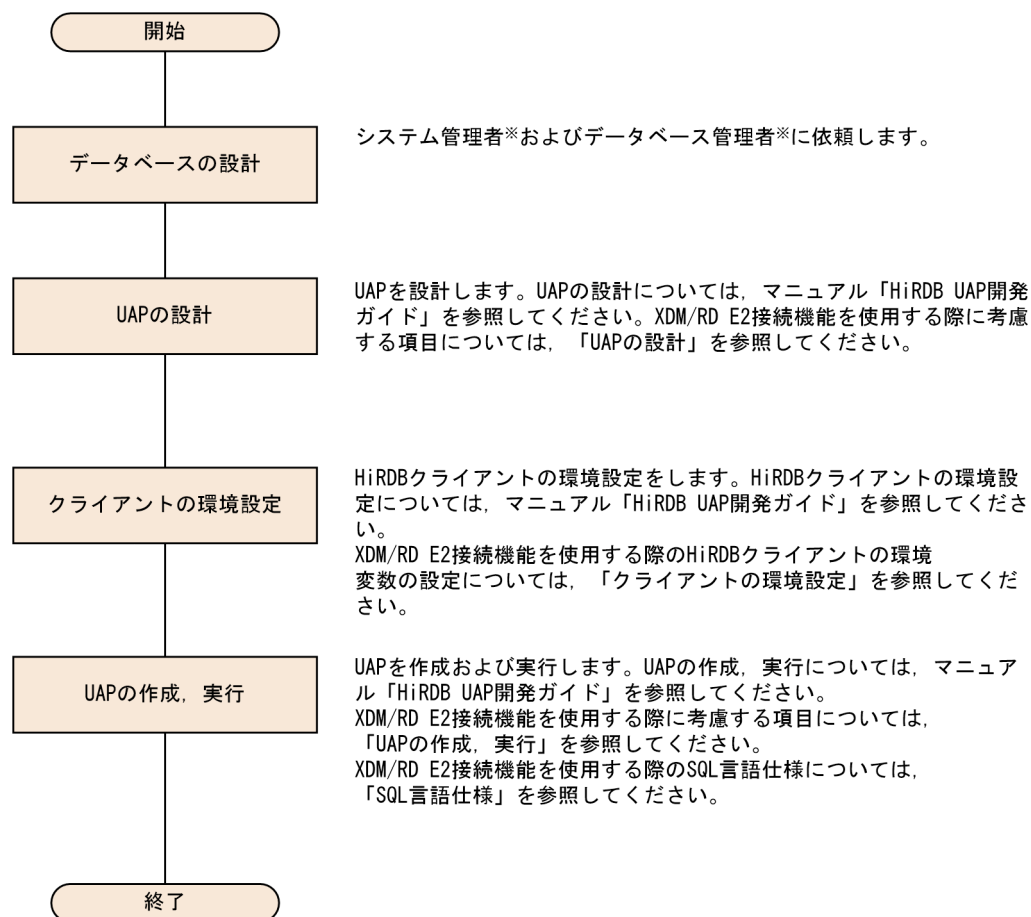 開始
データベースの設計
システム管理者※およびデータベース管理者※に依頼します。
UAPの設計
UAPを設計します。UAPの設計については，マニュアル「HiRDB UAP開発
ガイド」を参照してください。XDM/RD E2接続機能を使用する際に考慮
する項目については，「UAPの設計」を参照してください。
クライアントの環境設定
HiRDBクライアントの環境設定をします。HiRDBクライアントの環境設
定については，マニュアル「HiRDB UAP開発ガイド」を参照してくださ
い。
XDM/RD E2接続機能を使用する際のHiRDBクライアントの環境
変数の設定については，「クライアントの環境設定」を参照してくだ
さい。
UAPの作成，実行
UAPを作成および実行します。UAPの作成，実行については，マニュア
ル「HiRDB UAP開発ガイド」を参照してください。
XDM/RD E2接続機能を使用する際に考慮する項目については，
「UAPの作成，実行」を参照してください。
XDM/RD E2接続機能を使用する際のSQL言語仕様については，
「SQL言語仕様」を参照してください。
終了